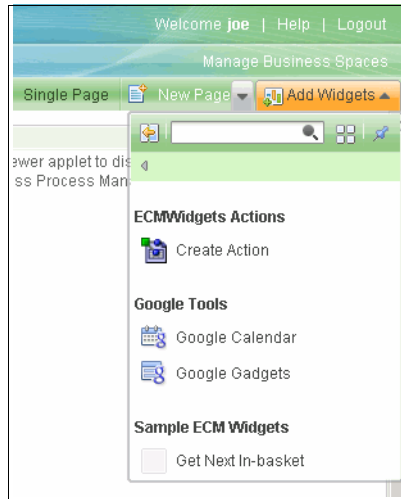 Welcome joe | Help | Logout
Manage Business Spaces
Single Page New Page Add Widgets
ewer applet to dis
ss Process Man
ECMWidgets Actions
Create Action
Google Tools
Google Calendar
Google Gadgets
Sample ECM Widgets
Get Next In-basket